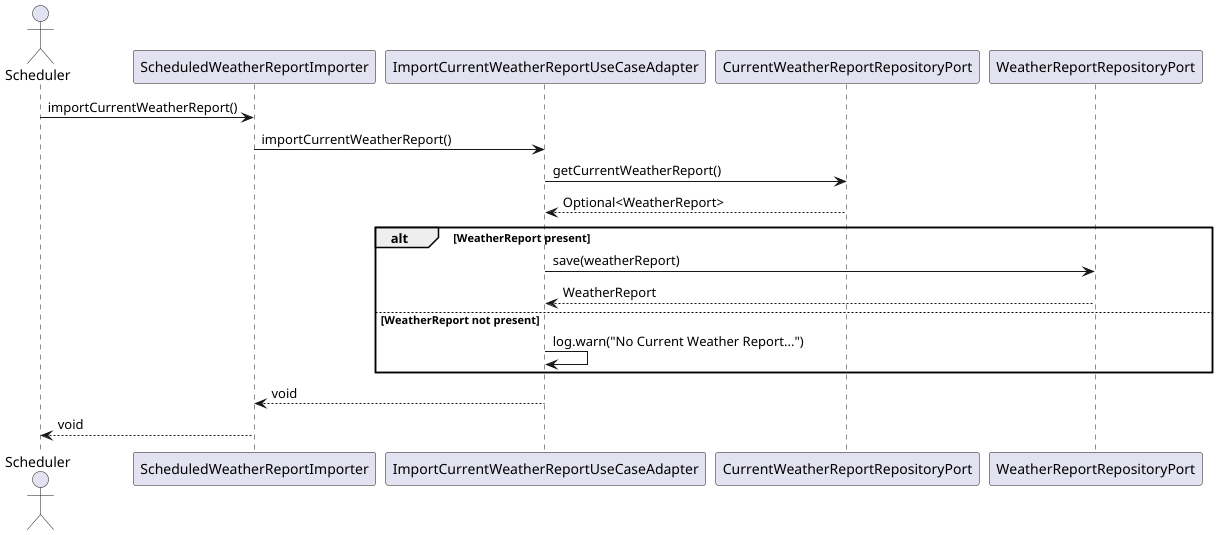 Scheduler
ScheduledWeatherReportImporter
ImportCurrentWeatherReportUseCaseAdapter
CurrentWeatherReportRepositoryPort
WeatherReportRepositoryPort
importCurrentWeatherReport()
importCurrentWeatherReport()
getCurrentWeatherReport()
Optional<WeatherReport>
alt [WeatherReport present]
save(weatherReport)
WeatherReport
[WeatherReport not present]
log.warn("No Current Weather Report...")
void
void
Scheduler
ScheduledWeatherReportImporter
ImportCurrentWeatherReportUseCaseAdapter
CurrentWeatherReportRepositoryPort
WeatherReportRepositoryPort